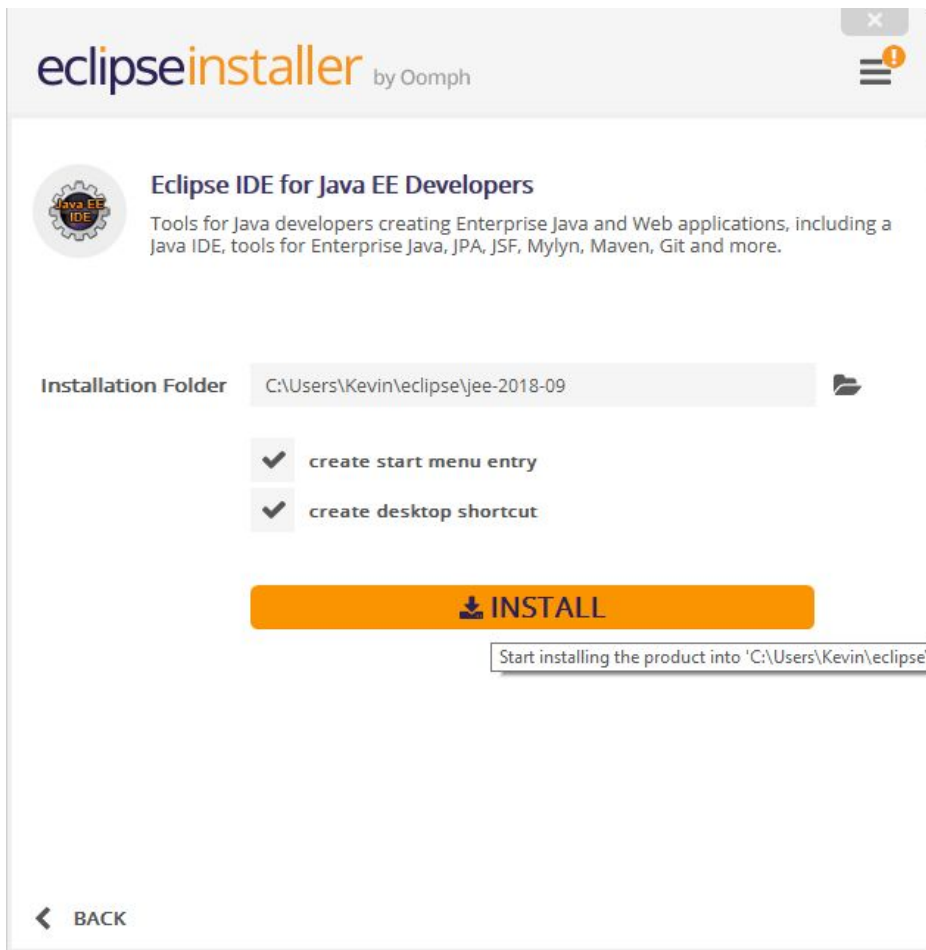 eclipseinstaller by Oomph
Java EE
IDE
Eclipse IDE for Java EE Developers
Tools for Java developers creating Enterprise Java and Web applications, including a
Java IDE, tools for Enterprise Java, JPA, JSF, Mylyn, Maven, Git and more.
Installation Folder C:\Users\Kevin\eclipse\jee-2018-09
create start menu entry
create desktop shortcut
INSTALL
Start installing the product into 'C:\Users\Kevin\eclipse\
BACK